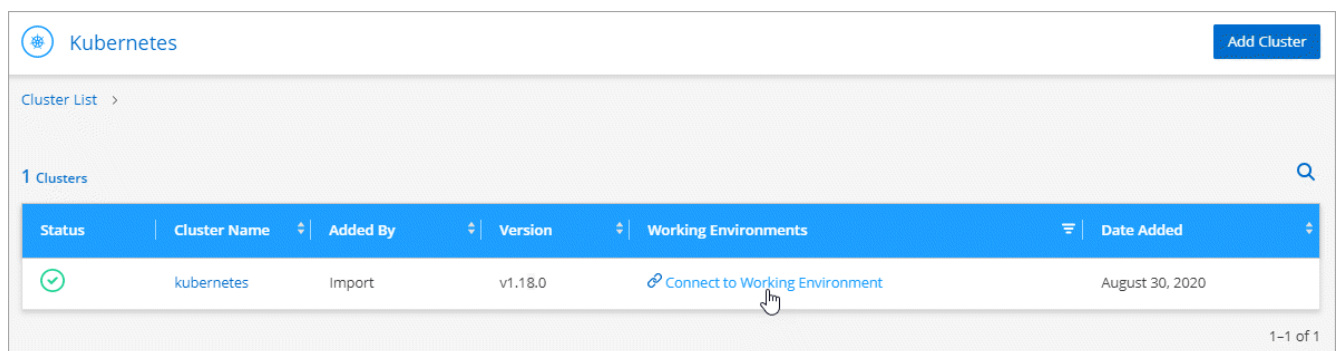 Kubernetes
Add Cluster
Cluster List >
1 Clusters
Status Cluster Name Added By Version Working Environments Date Added
kubernetes Import v1.18.0 Connect to Working Environment August 30, 2020
1–1 of 1